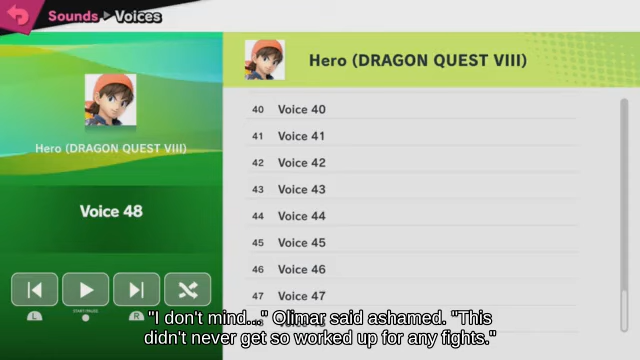 Sounds ▶ Voices
Hero (DRAGON QUEST VIII)
Voice 48
START/PAUSE
L
R
Hero (DRAGON QUEST VIII)
40 Voice 40
41 Voice 41
42 Voice 42
43 Voice 43
44 Voice 44
45 Voice 45
46 Voice 46
47 Voice 47
"I don't mind..." Olimar said ashamed. "This
didn't never get so worked up for any fights."